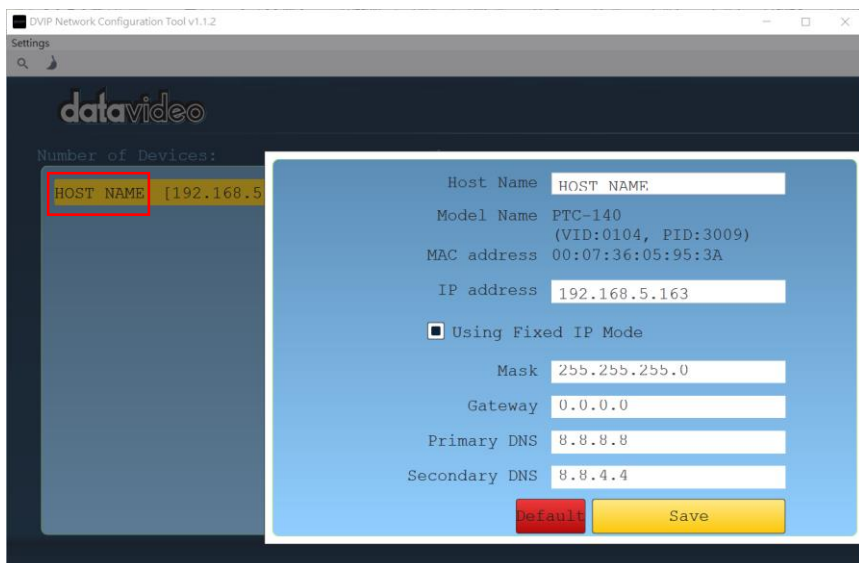 DVIP Network Configuration Tool v1.1.2
Settings
datavideo
Number of Devices:
HOST NAME [192.168.5
Host Name HOST NAME
Model Name PTC-140
(VID:0104, PID:3009)
MAC address 00:07:36:05:95:3A
IP address 192.168.5.163
Using Fixed IP Mode
Mask 255.255.255.0
Gateway 0.0.0.0
Primary DNS 8.8.8.8
Secondary DNS 8.8.4.4
Default Save